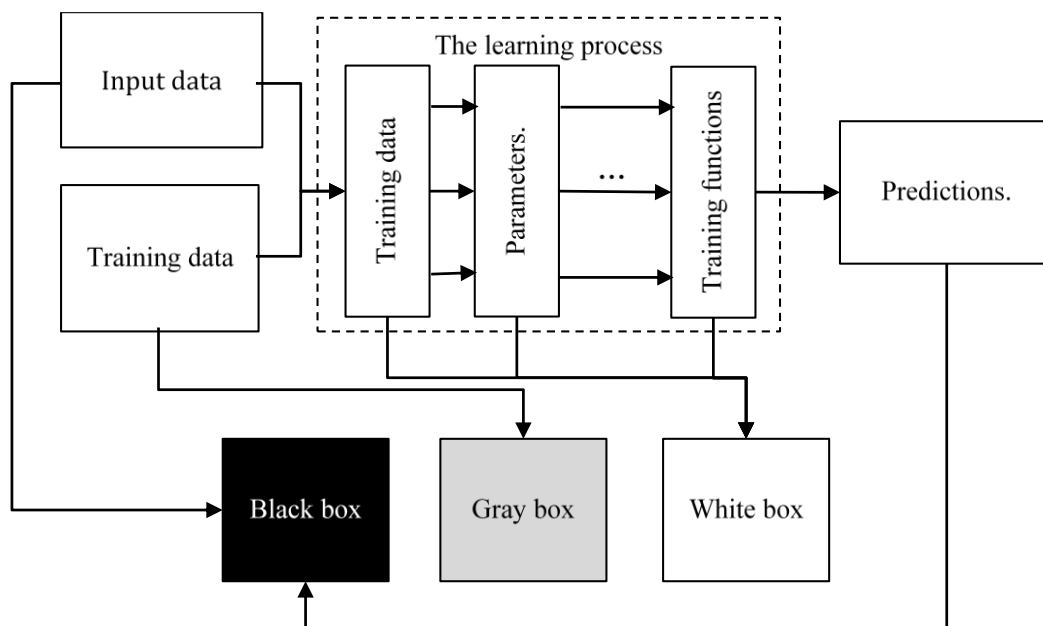 The learning process
Input data
Training data
Training data
Parameters.
...
Training functions
Predictions.
Black box
Gray box
White box